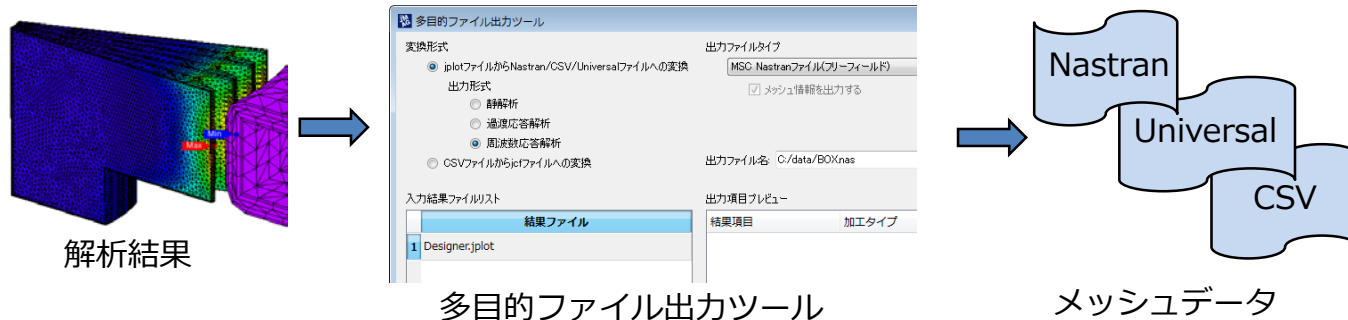 Min
Max
解析結果
多目的ファイル出力ツール
変換形式
jplotファイルからNastran/CSV/Universalファイルへの変換
出力形式
静解析
過渡応答解析
周波数応答解析
CSVファイルからjcfファイルへの変換
出力ファイルタイプ
MSC Nastranファイル(フリーフィールド)
メッシュ情報を出力する
出力ファイル名: C:/data/BOX.nas
入力結果ファイルリスト
結果ファイル
1 Designer.jplot
出力項目プレビュー
結果項目 加工タイプ
多目的ファイル出力ツール
Nastran
Universal
CSV
メッシュデータ